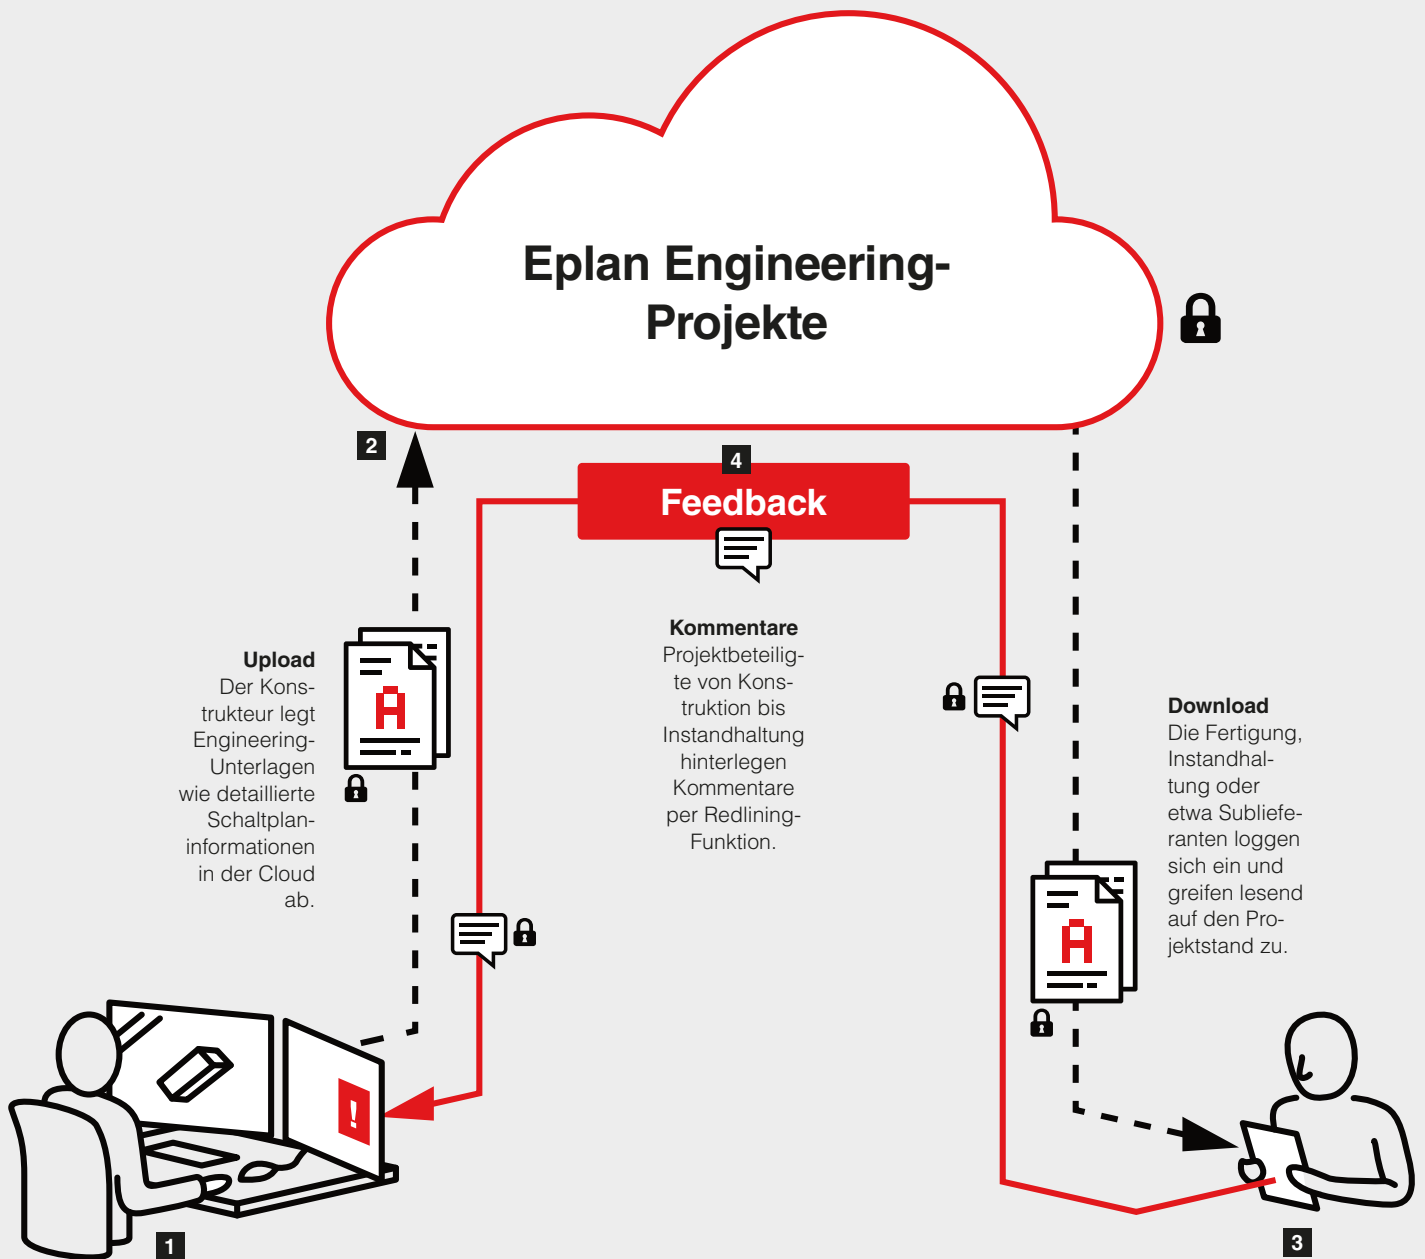 Eplan Engineering-
Projekte
2
4
Feedback
Upload
Der Kons-
trukteur legt
Engineering-
Unterlagen
wie detaillierte
Schaltplan-
informationen
in der Cloud
ab.
A
Kommentare
Projektbeteilig-
te von Kons-
truktion bis
Instandhaltung
hinterlegen
Kommentare
per Redlining-
Funktion.
Download
Die Fertigung,
Instandhal-
tung oder
etwa Subliefe-
ranten loggen
sich ein und
greifen lesend
auf den Pro-
jektstand zu.
A
!
1
3